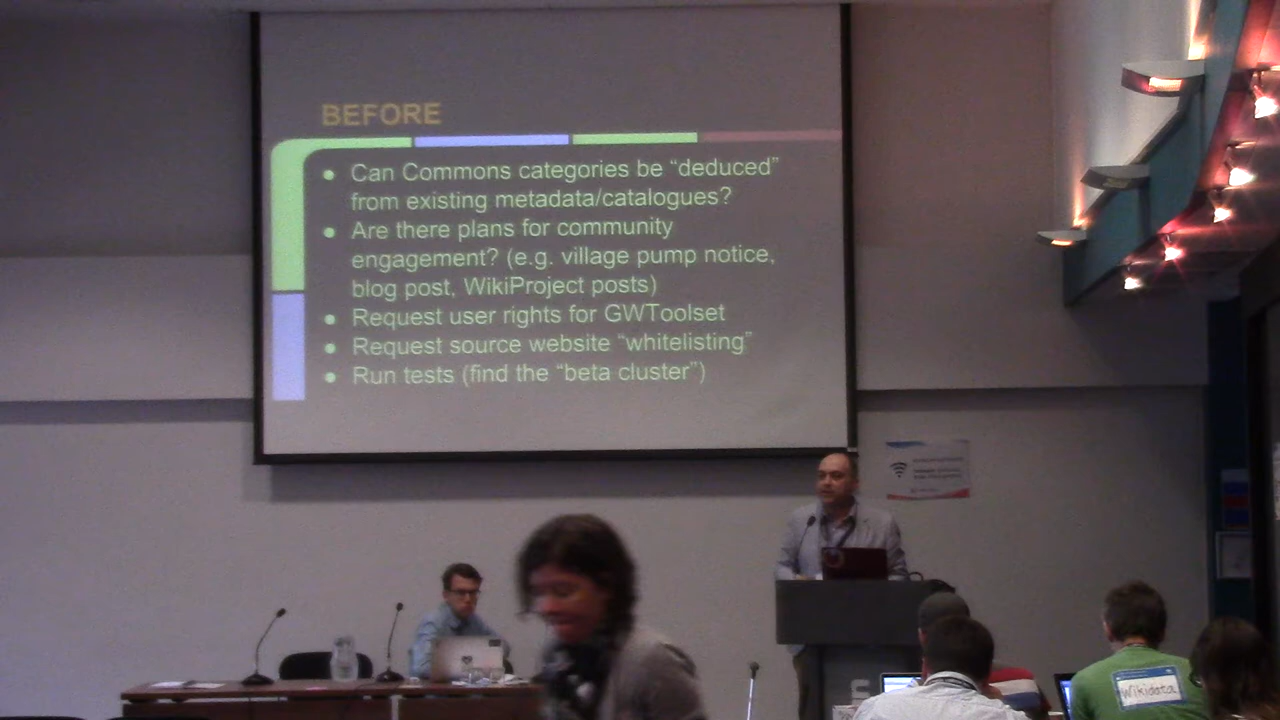 BEFORE
• Can Commons categories be “deduced”
from existing metadata/catalogues?
• Are there plans for community
engagement? (e.g. village pump notice,
blog post, WikiProject posts)
• Request user rights for GWToolset
• Request source website “whitelisting”
• Run tests (find the “beta cluster”)
Wikidata